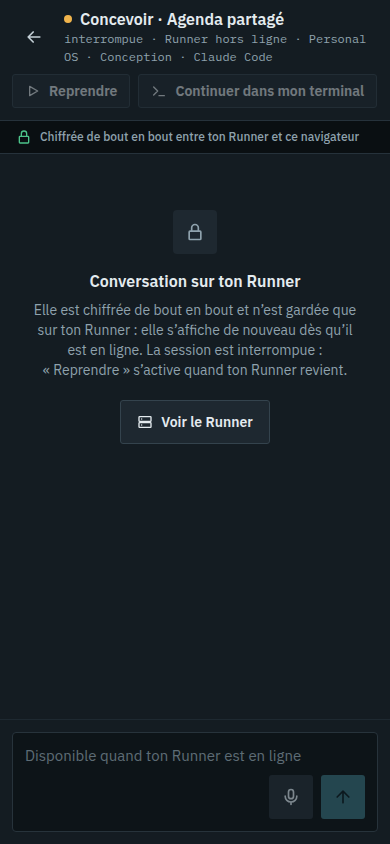 Concevoir · Agenda partagé
interrompue · Runner hors ligne · Personal
OS · Conception · Claude Code
Reprendre
Continuer dans mon terminal
Chiffrée de bout en bout entre ton Runner et ce navigateur
Conversation sur ton Runner
Elle est chiffrée de bout en bout et n’est gardée que
sur ton Runner : elle s’affiche de nouveau dès qu’il
est en ligne. La session est interrompue :
« Reprendre » s’active quand ton Runner revient.
Voir le Runner
Disponible quand ton Runner est en ligne